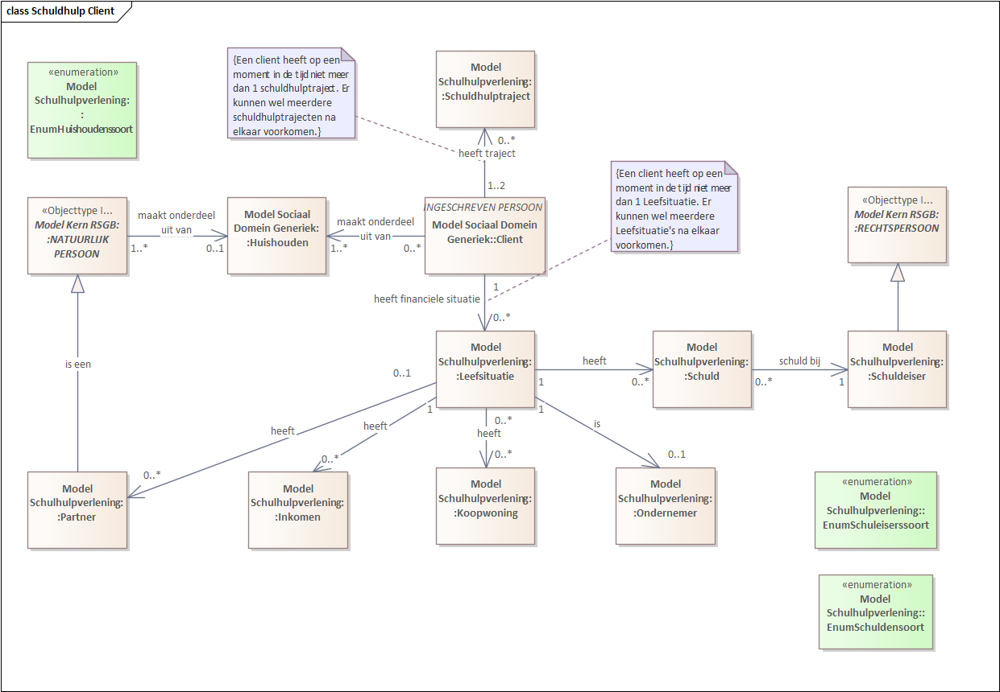 class Schuldhulp Client
«enumeration»
Model
Schulhulpverlening:
:
EnumHuishoudenssoort
{Een client heeft op een
moment in de tijd niet meer
dan 1 schuldhulptraject. Er
kunnen wel meerdere
schuldhulptrajecten na
elkaar voorkomen.}
Model
Schulhulpverlening:
:Schuldhulptraject
0..*
heeft traject
1..2
{Een client heeft op een
moment in de tijd niet meer
dan 1 Leefsituatie. Er
kunnen wel meerdere
Leefsituatie's na elkaar
voorkomen.}
«Objecttype l...
Model Kern RSGB:
:NATUURLIJK
PERSOON
maakt onderdeel
uit van
1..*
0..1
Model Sociaal
Domein Generiek:
:Huishouden
maakt onderdeel
uit van
1..*
0..*
INGESCHREVEN PERSOON
Model Sociaal Domein
Generiek::Client
«Objecttype l...
Model Kern RSGB:
:RECHTSPERSOON
1
heeft financiele situatie
0..*
is een
Model
Schulhulpverlening:
:Leefsituatie
heeft
1
0..*
Model
Schulhulpverlening:
:Schuld
schuld bij
0..*
1
Model
Schulhulpverlening:
:Schuldeiser
0..1
heeft
0..*
1
heeft
0..*
0..*
heeft
0..*
1
is
0..1
Model
Schulhulpverlening:
:Partner
Model
Schulhulpverlening:
:Inkomen
Model
Schulhulpverlening:
:Koopwoning
Model
Schulhulpverlening:
:Ondernemer
«enumeration»
Model
Schulhulpverlening::
EnumSchuleiserssoort
«enumeration»
Model
Schulhulpverlening::
EnumSchuldensoort